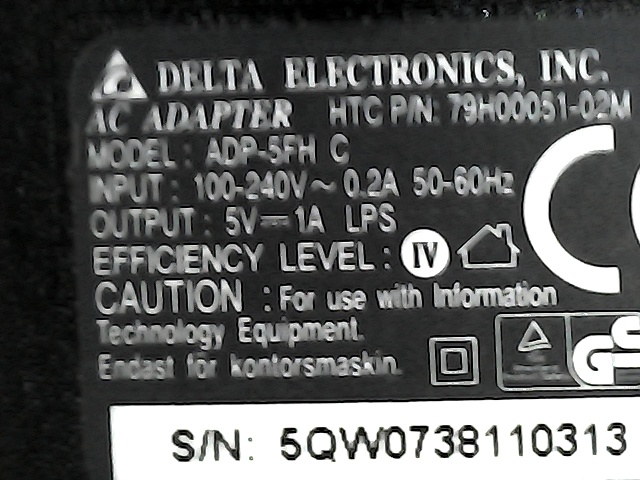 DELTA ELECTRONICS, INC.
AC ADAPTER HTC P/N: 79H00051-02M
MODEL : ADP-5FH C
INPUT : 100-240V~ 0.2A 50-60Hz
OUTPUT : 5V⎓1A LPS
EFFICIENCY LEVEL : IV
CAUTION : For use with Information
Technology Equipment.
Endast för kontorsmaskin.
S/N: 5QW0738110313